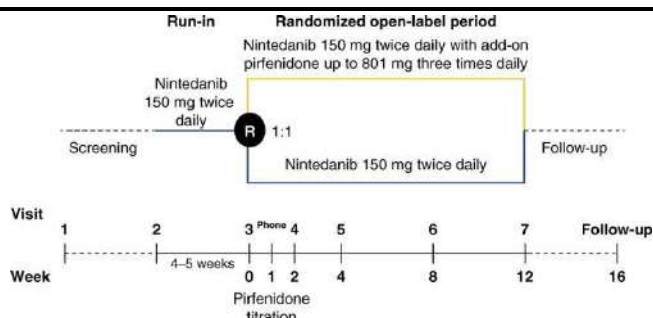 Run-in Randomized open-label period
Nintedanib 150 mg twice daily with add-on
pirfenidone up to 801 mg three times daily
Nintedanib
150 mg twice
daily
R 1:1
Screening
Nintedanib 150 mg twice daily
Follow-up
Visit
1 2 3 Phone 4 5 6 7 Follow-up
4–5 weeks
Week 0 1 2 4 8 12 16
Pirfenidone
titration